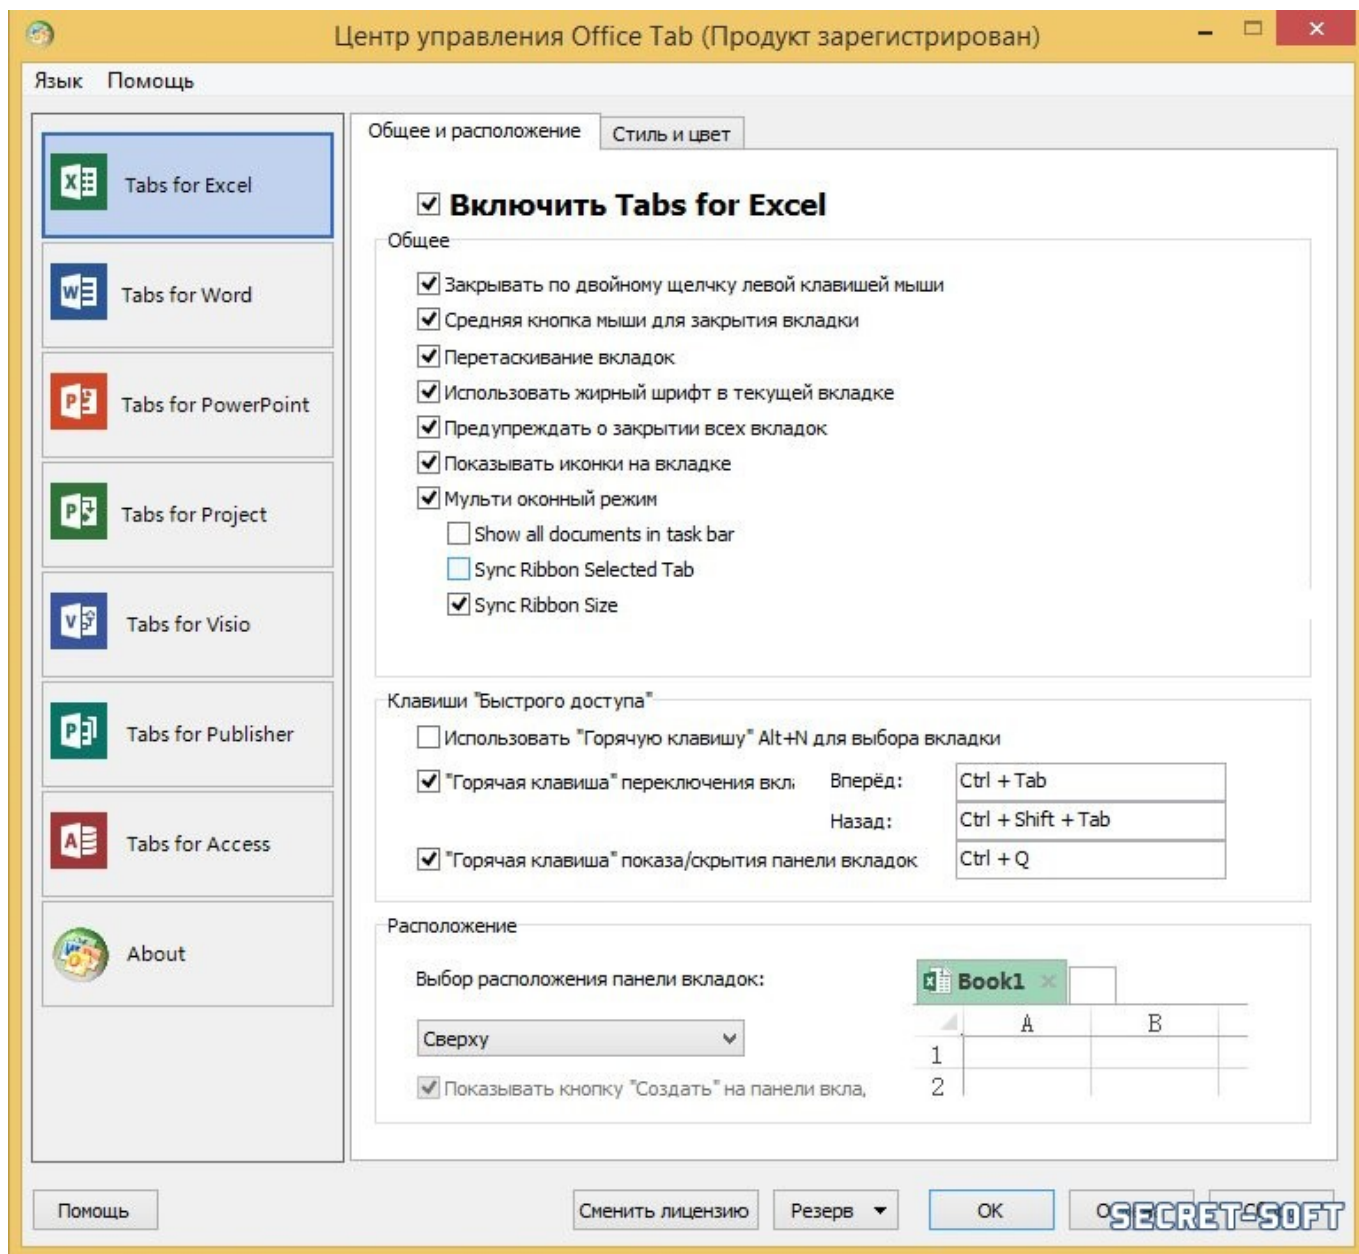 Центр управления Office Tab (Продукт зарегистрирован)
Язык Помощь
Tabs for Excel
Tabs for Word
Tabs for PowerPoint
Tabs for Project
Tabs for Visio
Tabs for Publisher
Tabs for Access
About
Общее и расположение Стиль и цвет
Включить Tabs for Excel
Общее
Закрывать по двойному щелчку левой клавишей мыши
Средняя кнопка мыши для закрытия вкладки
Перетаскивание вкладок
Использовать жирный шрифт в текущей вкладке
Предупреждать о закрытии всех вкладок
Показывать иконки на вкладке
Мульти оконный режим
Show all documents in task bar
Sync Ribbon Selected Tab
Sync Ribbon Size
Клавиши "Быстрого доступа"
Использовать "Горячую клавишу" Alt+N для выбора вкладки
"Горячая клавиша" переключения вкл Вперёд: Ctrl + Tab
Назад: Ctrl + Shift + Tab
"Горячая клавиша" показа/скрытия панели вкладок Ctrl + Q
Расположение
Выбор расположения панели вкладок:
Сверху
Показывать кнопку "Создать" на панели вкла
Book1
A B
1
2
Помощь Сменить лицензию Резерв OK
SECRET-SOFT